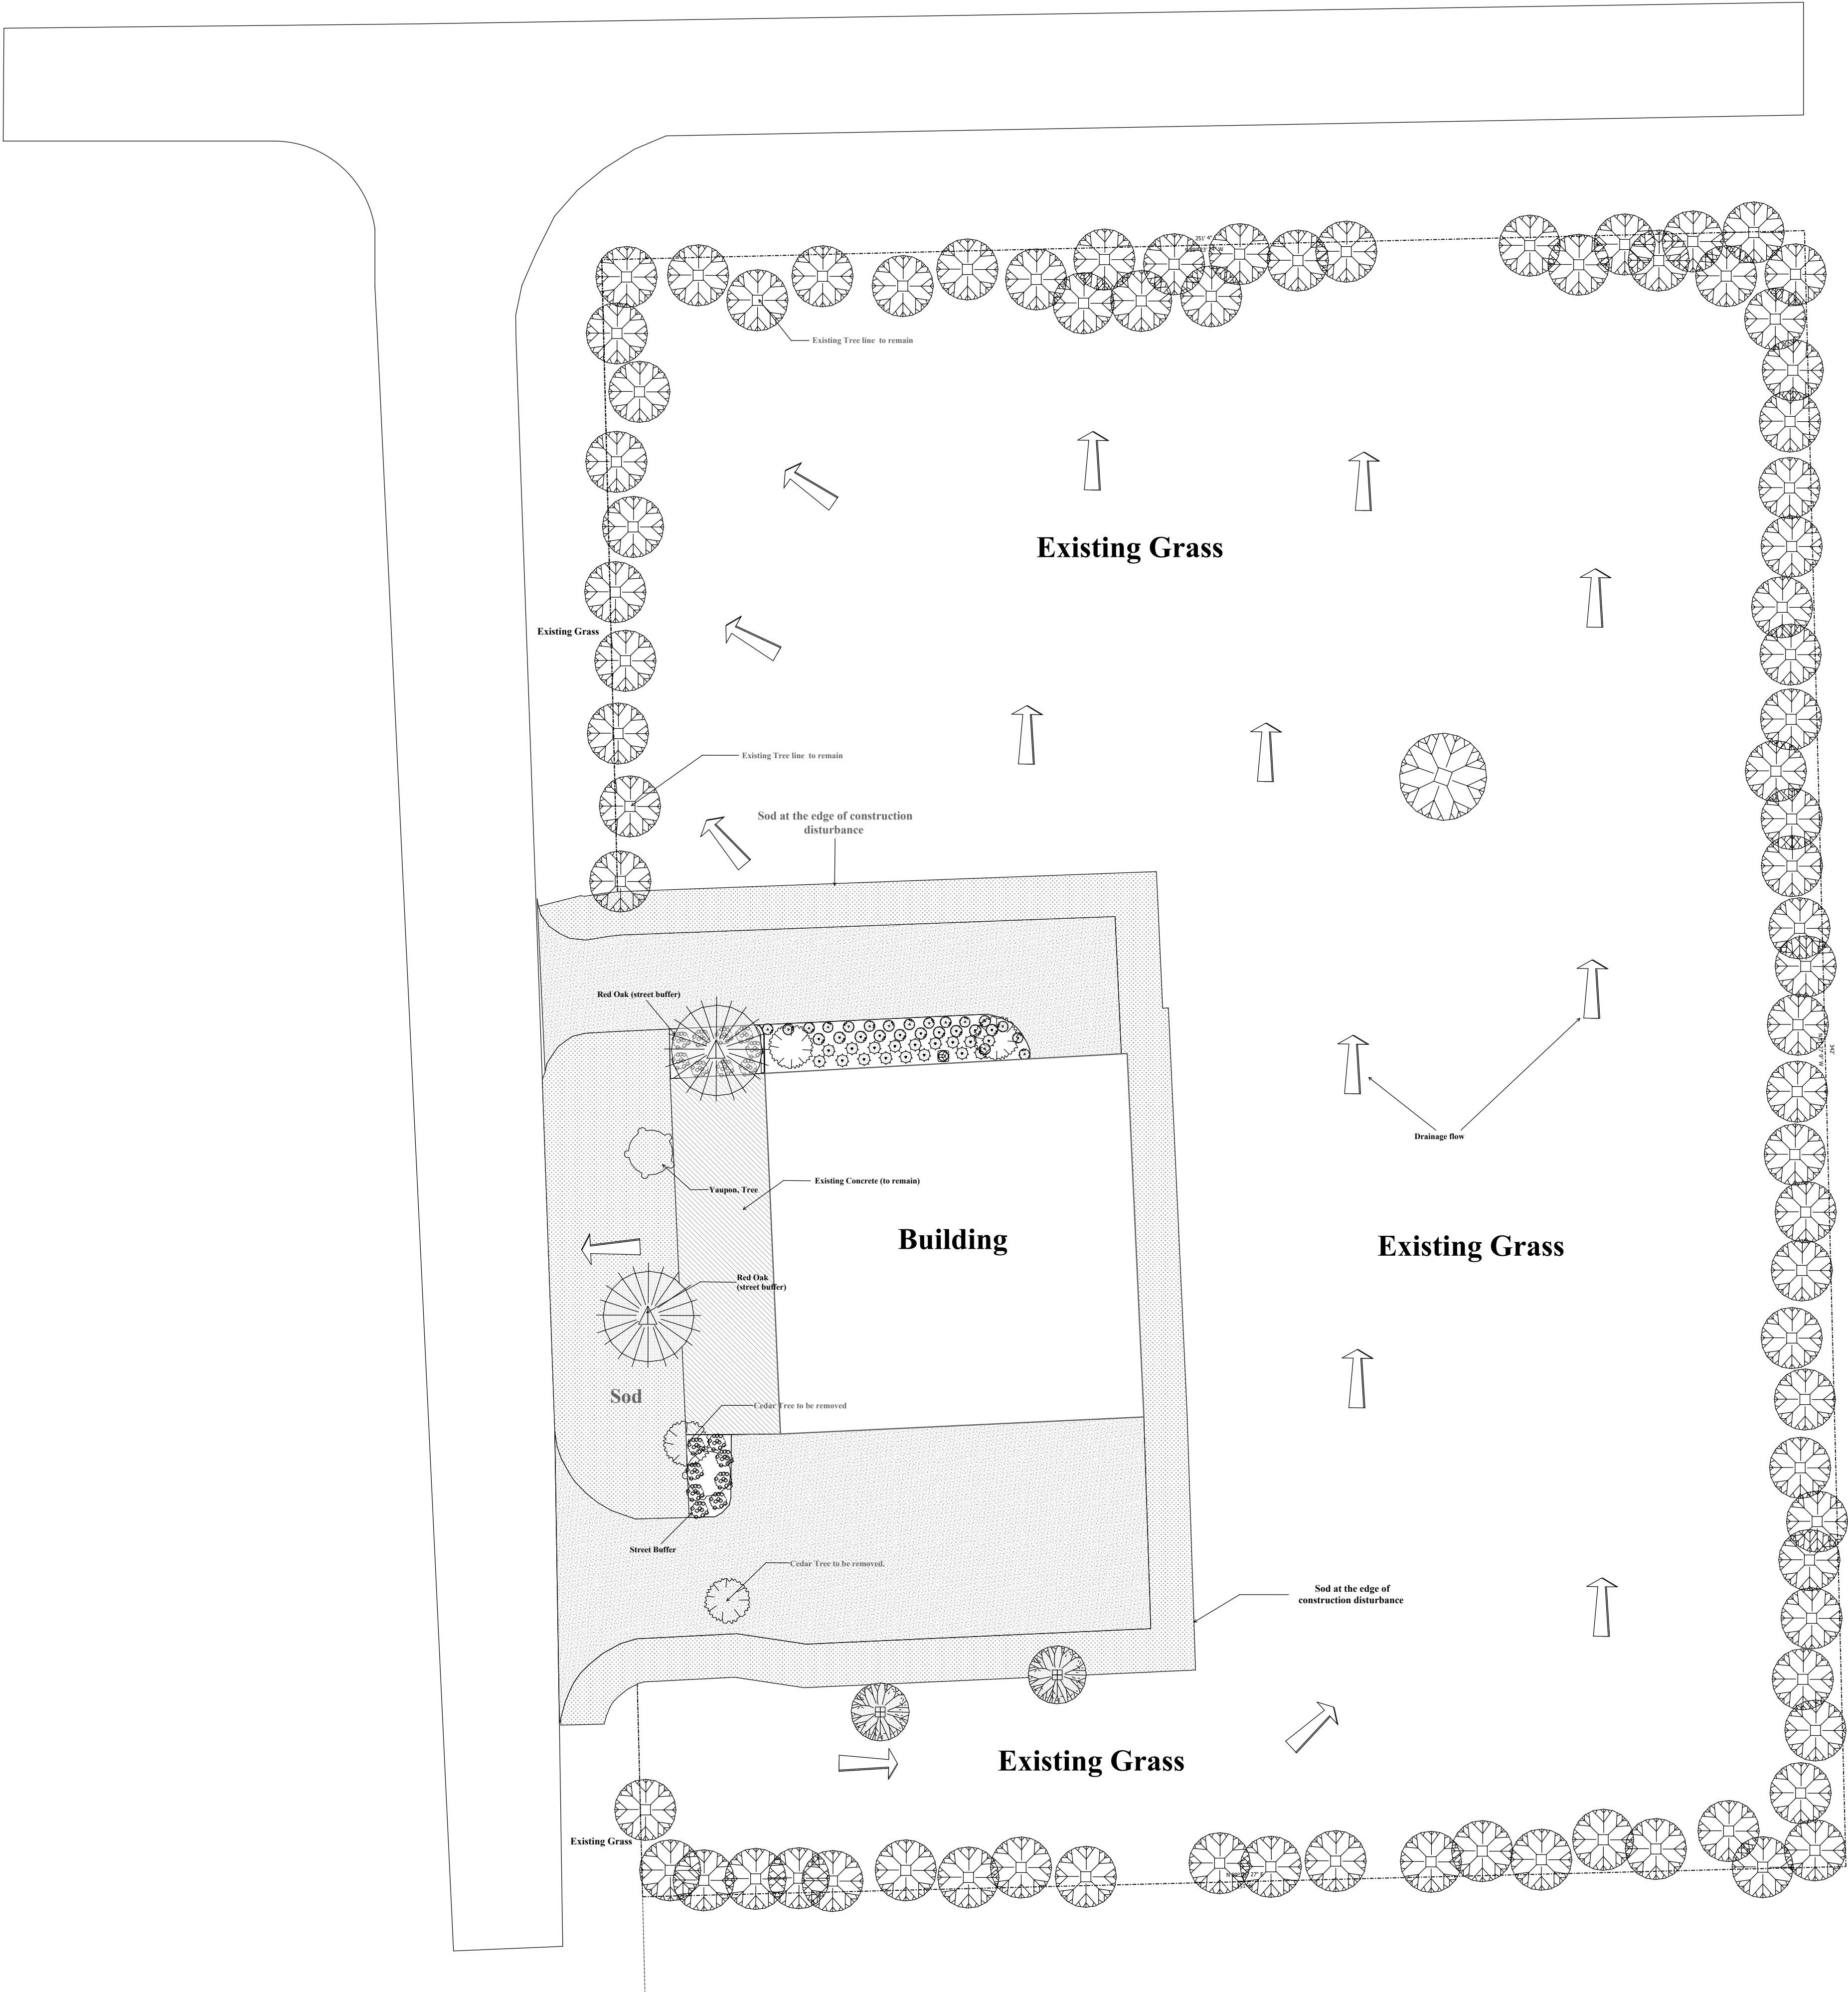 251' 4"
Existing Tree line to remain
Existing Grass
Existing Grass
Existing Tree line to remain
Sod at the edge of construction
disturbance
Red Oak (street buffer)
342'
Drainage flow
Yaupon, Tree
Existing Concrete (to remain)
Building
Existing Grass
Red Oak
(street buffer)
Sod
Cedar Tree to be removed
Street Buffer
Cedar Tree to be removed.
Sod at the edge of
construction disturbance
Existing Grass
Existing Grass